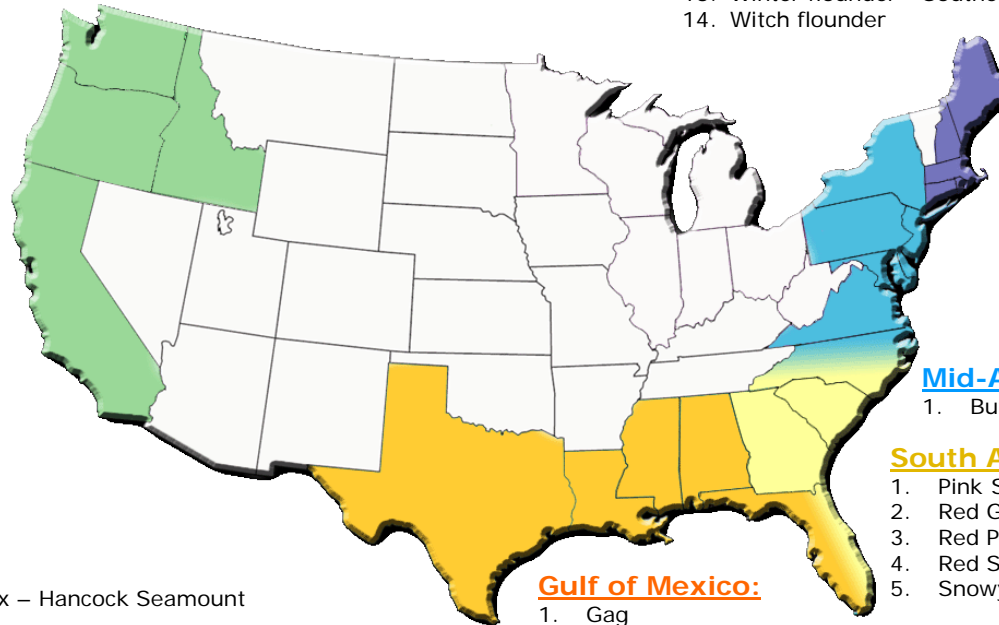 14. Witch flounder
Mid-A
1. Bu
South A
1. Pink S
2. Red G
3. Red P
4. Red S
5. Snowy
x – Hancock Seamount
Gulf of Mexico:
1. Gag